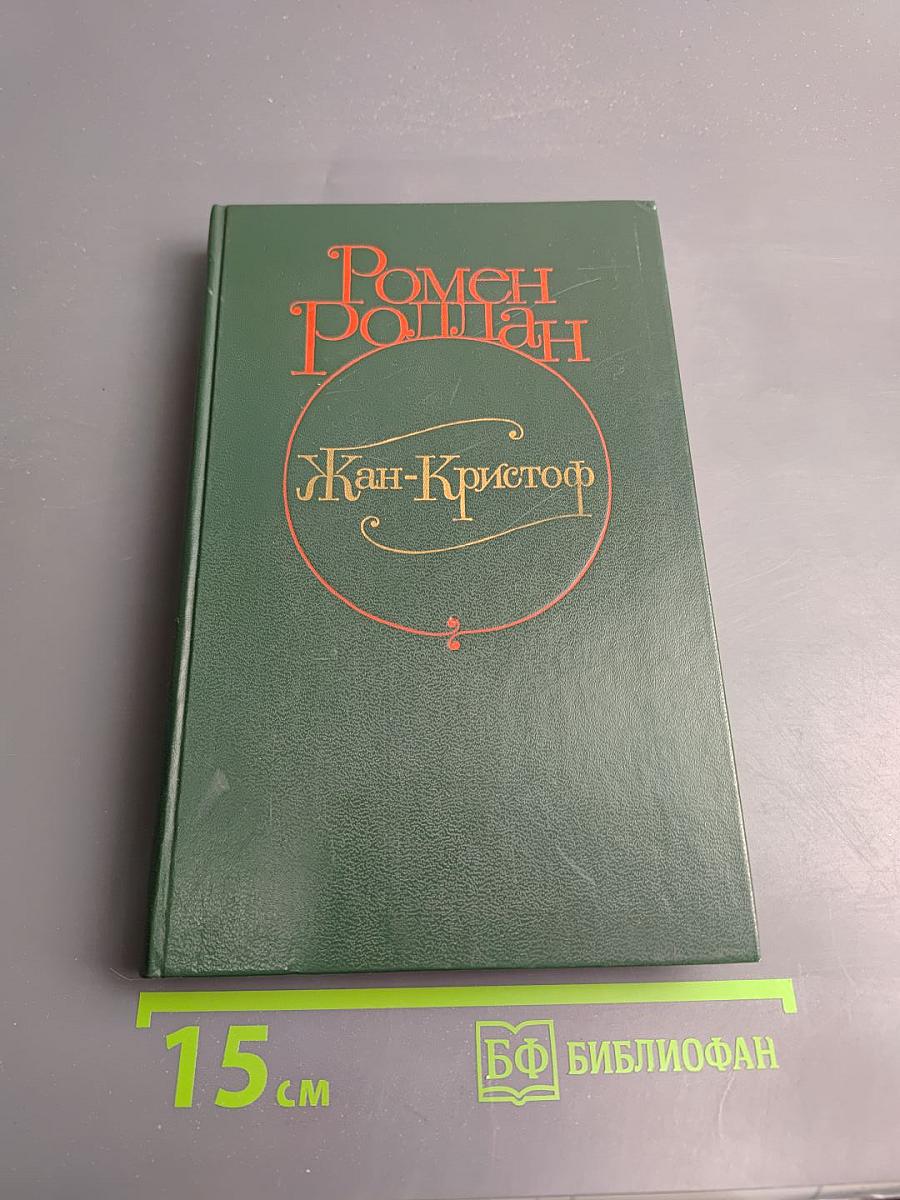 Ромен
Роллан
Жан-Кристоф
15 см
БФ БИБЛИОФАН